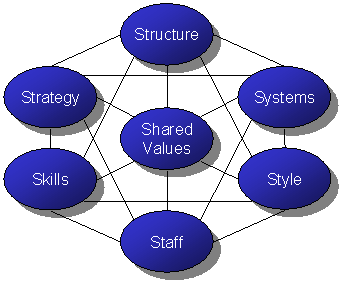 Structure
Strategy
Systems
Shared
Values
Skills
Style
Staff